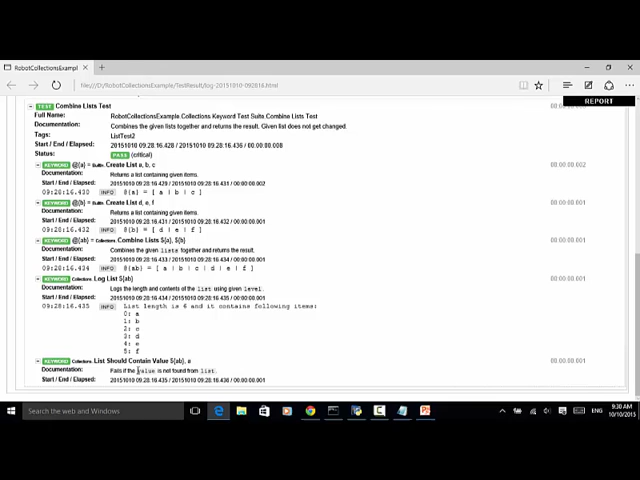 RobotCollectionsExampl
file:///D:/RobotCollectionsExample/TestResult/log-20151010-092816.html
REPORT
TEST Combine Lists Test
Full Name: RobotCollectionsExample.Collections Keyword Test Suits.Combine Lists Test
Documentation: Combines the given lists together and returns the result. Given list does not get changed.
Tags: ListTest2
Start / End / Elapsed: 20151010 09:28:16.428 / 20151010 09:28:16.436 / 00:00:00.008
Status: PASS (critical)
KEYWORD @{a} = BuiltIn.Create List a, b, c 00:00:00.002
Documentation: Returns a list containing given items.
Start / End / Elapsed: 20151010 09:28:16.429 / 20151010 09:28:16.431 / 00:00:00.002
09:28:16.430 INFO @{a} = [ a | b | c ]
KEYWORD @{b} = BuiltIn.Create List d, e, f 00:00:00.001
Documentation: Returns a list containing given items.
Start / End / Elapsed: 20151010 09:28:16.431 / 20151010 09:28:16.432 / 00:00:00.001
09:28:16.432 INFO @{b} = [ d | e | f ]
KEYWORD @{ab} = Collections.Combine Lists ${a}, ${b} 00:00:00.001
Documentation: Combines the given lists together and returns the result.
Start / End / Elapsed: 20151010 09:28:16.433 / 20151010 09:28:16.434 / 00:00:00.001
09:28:16.434 INFO @{ab} = [ a | b | c | d | e | f ]
KEYWORD Collections.Log List ${ab} 00:00:00.001
Documentation: Logs the length and contents of the list using given level.
Start / End / Elapsed: 20151010 09:28:16.434 / 20151010 09:28:16.435 / 00:00:00.001
09:28:16.435 INFO List length is 6 and it contains following items:
0: a
1: b
2: c
3: d
4: e
5: f
KEYWORD Collections.List Should Contain Value ${ab}, a 00:00:00.001
Documentation: Fails if the value is not found from list.
Start / End / Elapsed: 20151010 09:28:16.435 / 20151010 09:28:16.436 / 00:00:00.001
Search the web and Windows
ENG
9:30 AM
10/10/2015